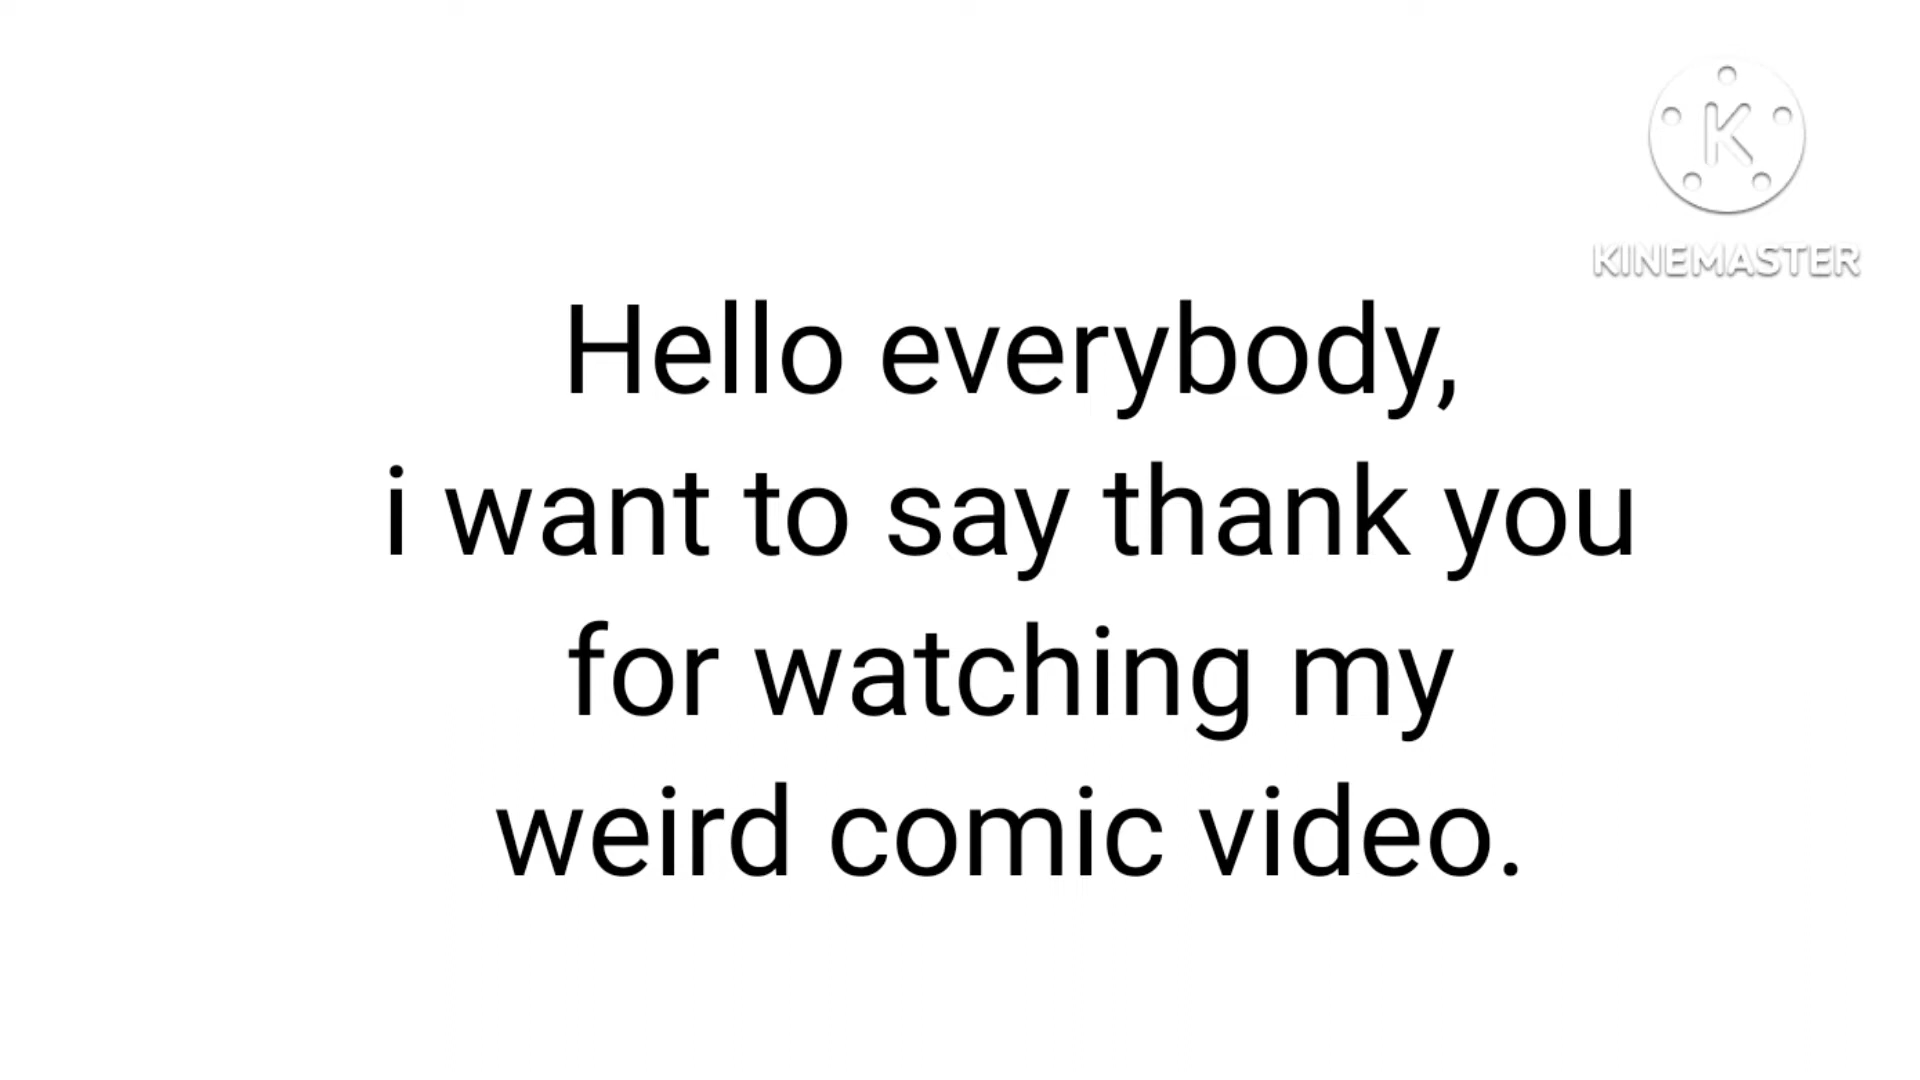 K
KINEMASTER
Hello everybody,
i want to say thank you
for watching my
weird comic video.